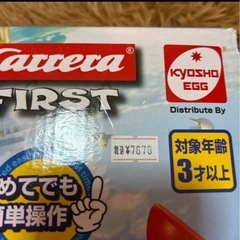 Carrera®
FIRST
KYOSHO
EGG
Distribute By
税込¥7678
対象年齢
3才以上
めてでも
単操作